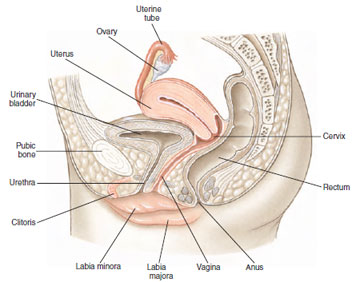 Uterine
tube
Ovary
Uterus
Urinary
bladder
Pubic
bone
Urethra
Clitoris
Labia minora
Labia
majora
Vagina
Anus
Cervix
Rectum